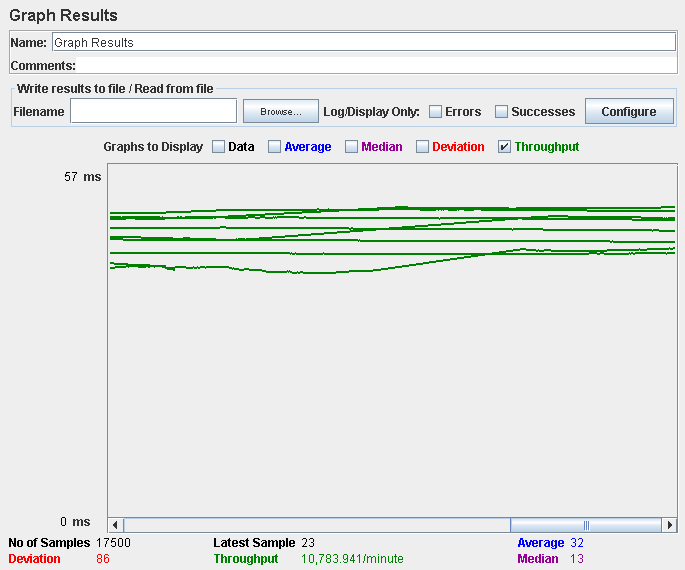 Graph Results
Name: Graph Results
Comments:
Write results to file / Read from file
Filename Browse... Log/Display Only: Errors Successes Configure
Graphs to Display Data Average Median Deviation Throughput
57 ms
0 ms
No of Samples 17500 Latest Sample 23 Average 32
Deviation 86 Throughput 10,783.941/minute Median 13